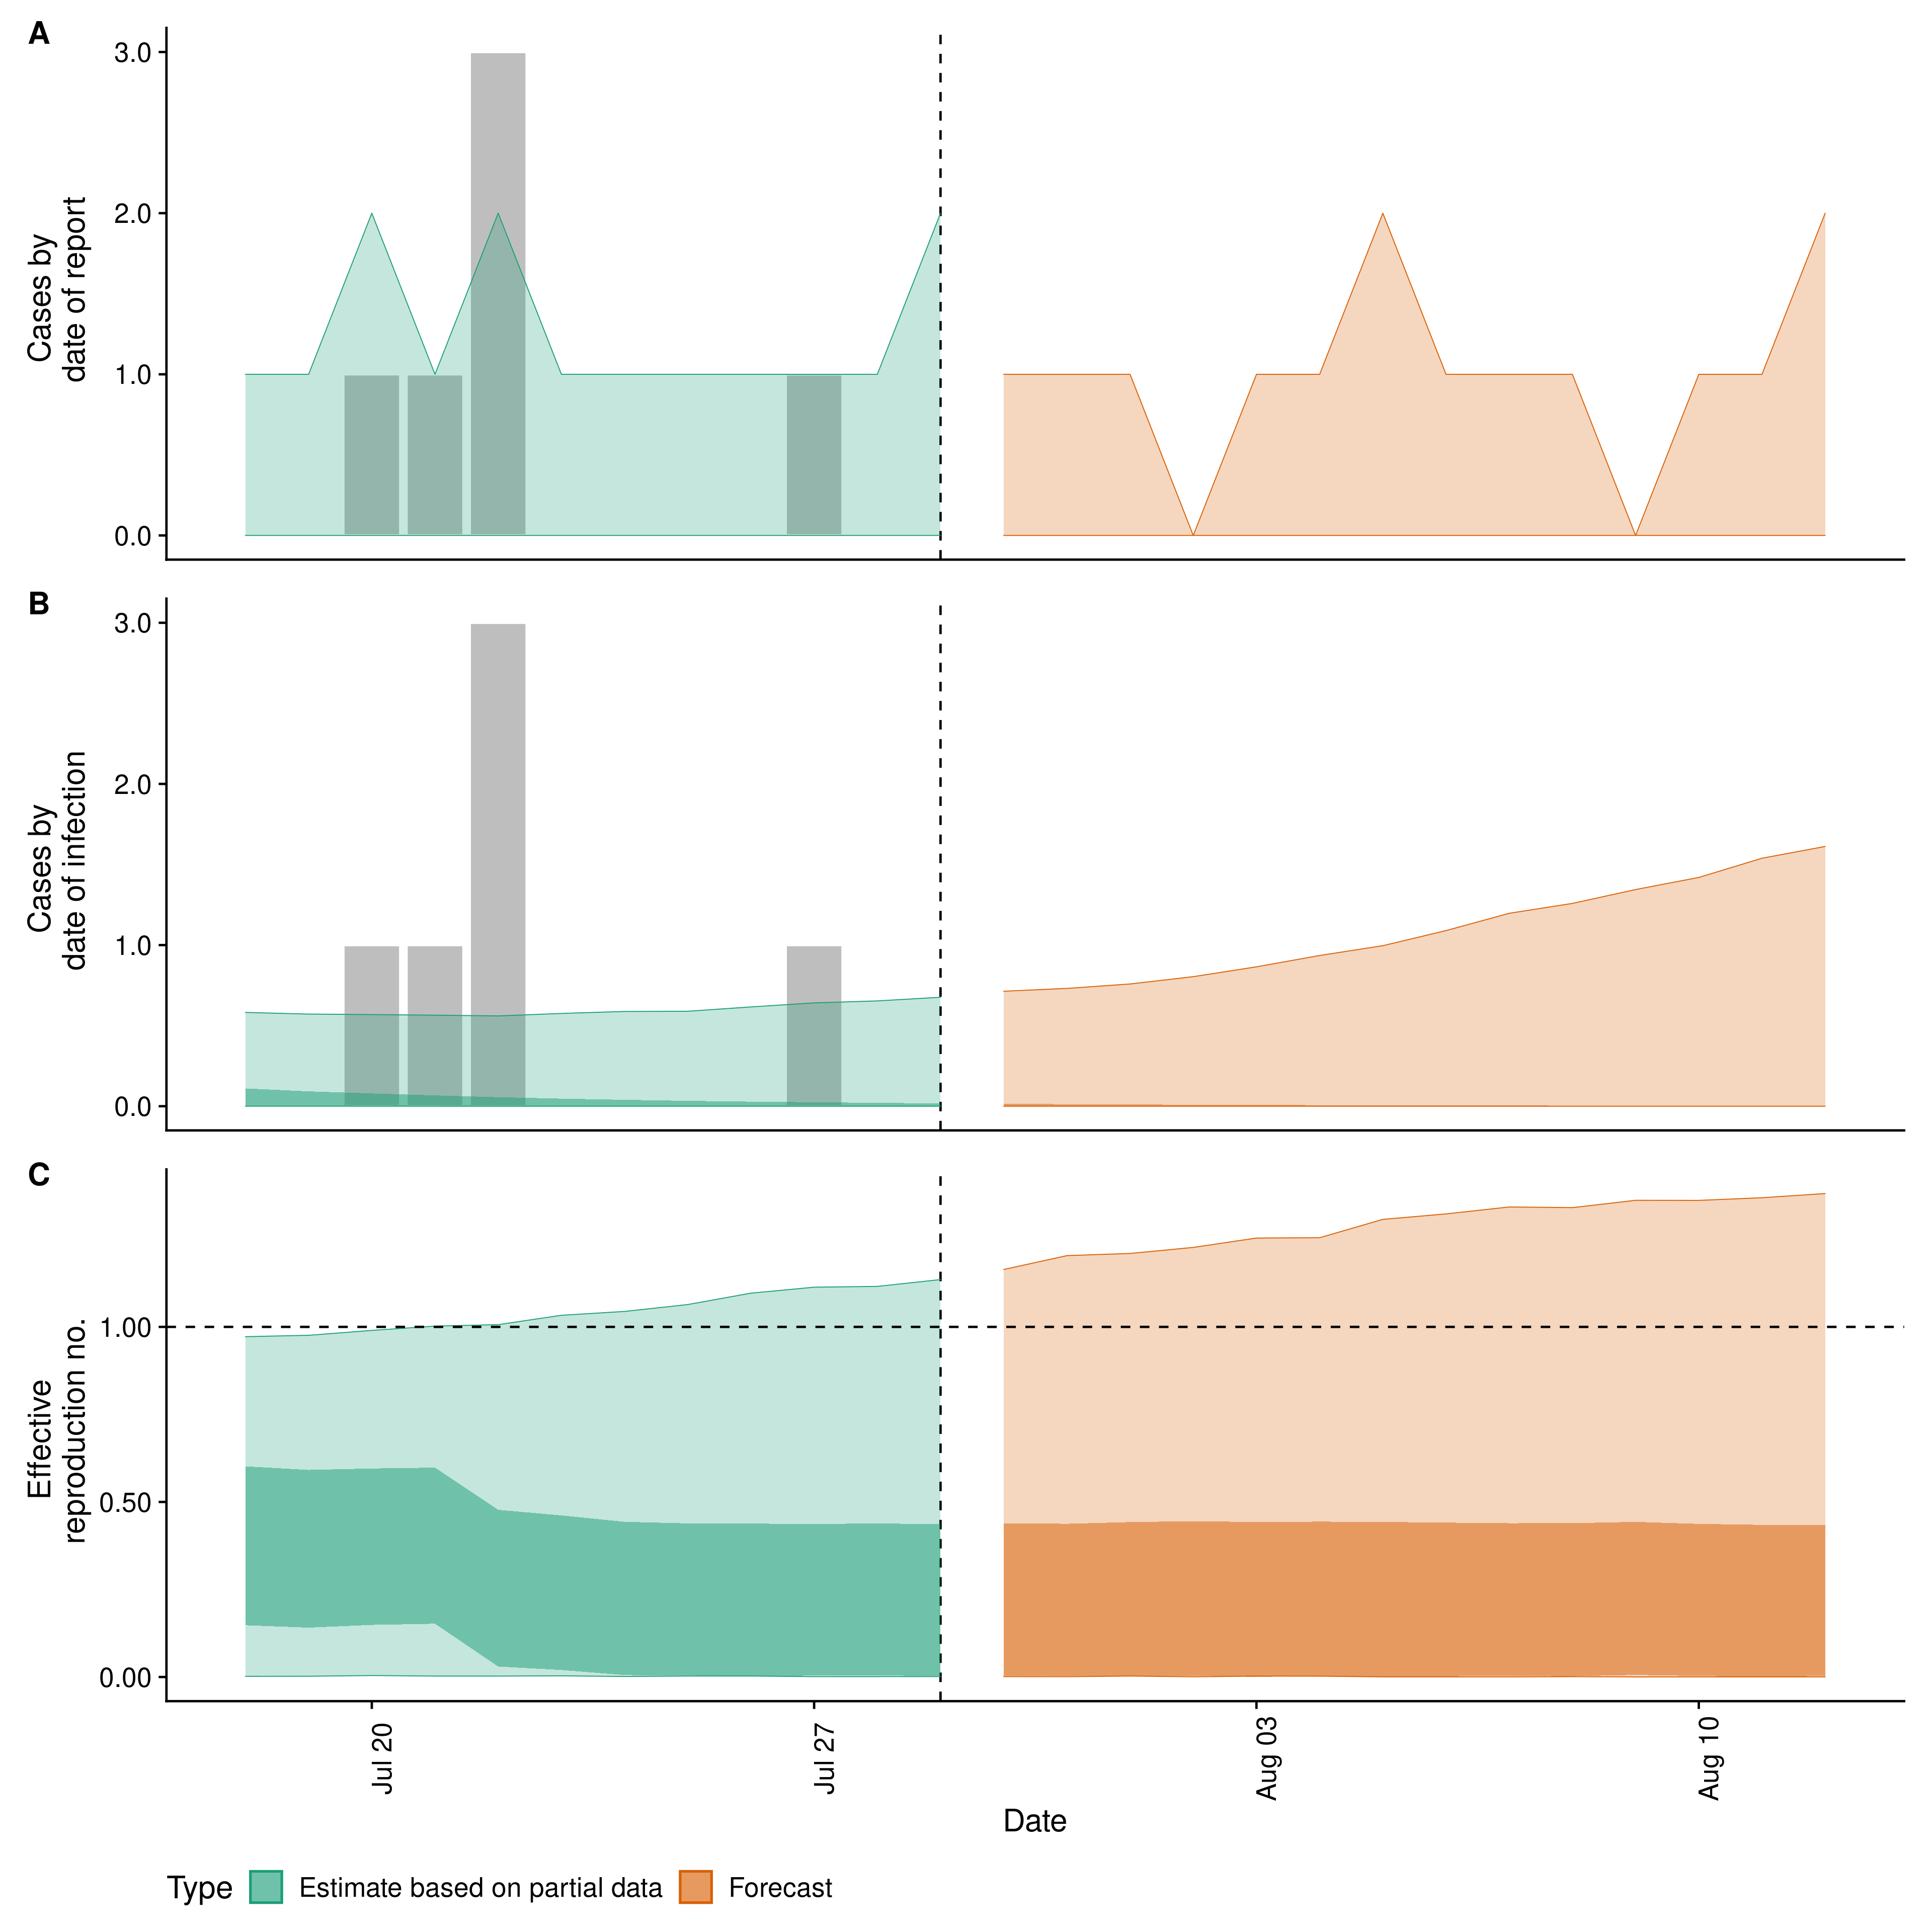 A
3.0
2.0
1.0
0.0
Cases by
date of report
B
3.0
2.0
1.0
0.0
Cases by
date of infection
C
1.00
0.50
0.00
Effective
reproduction no.
Jul 20
Jul 27
Aug 03
Aug 10
Date
Type Estimate based on partial data Forecast